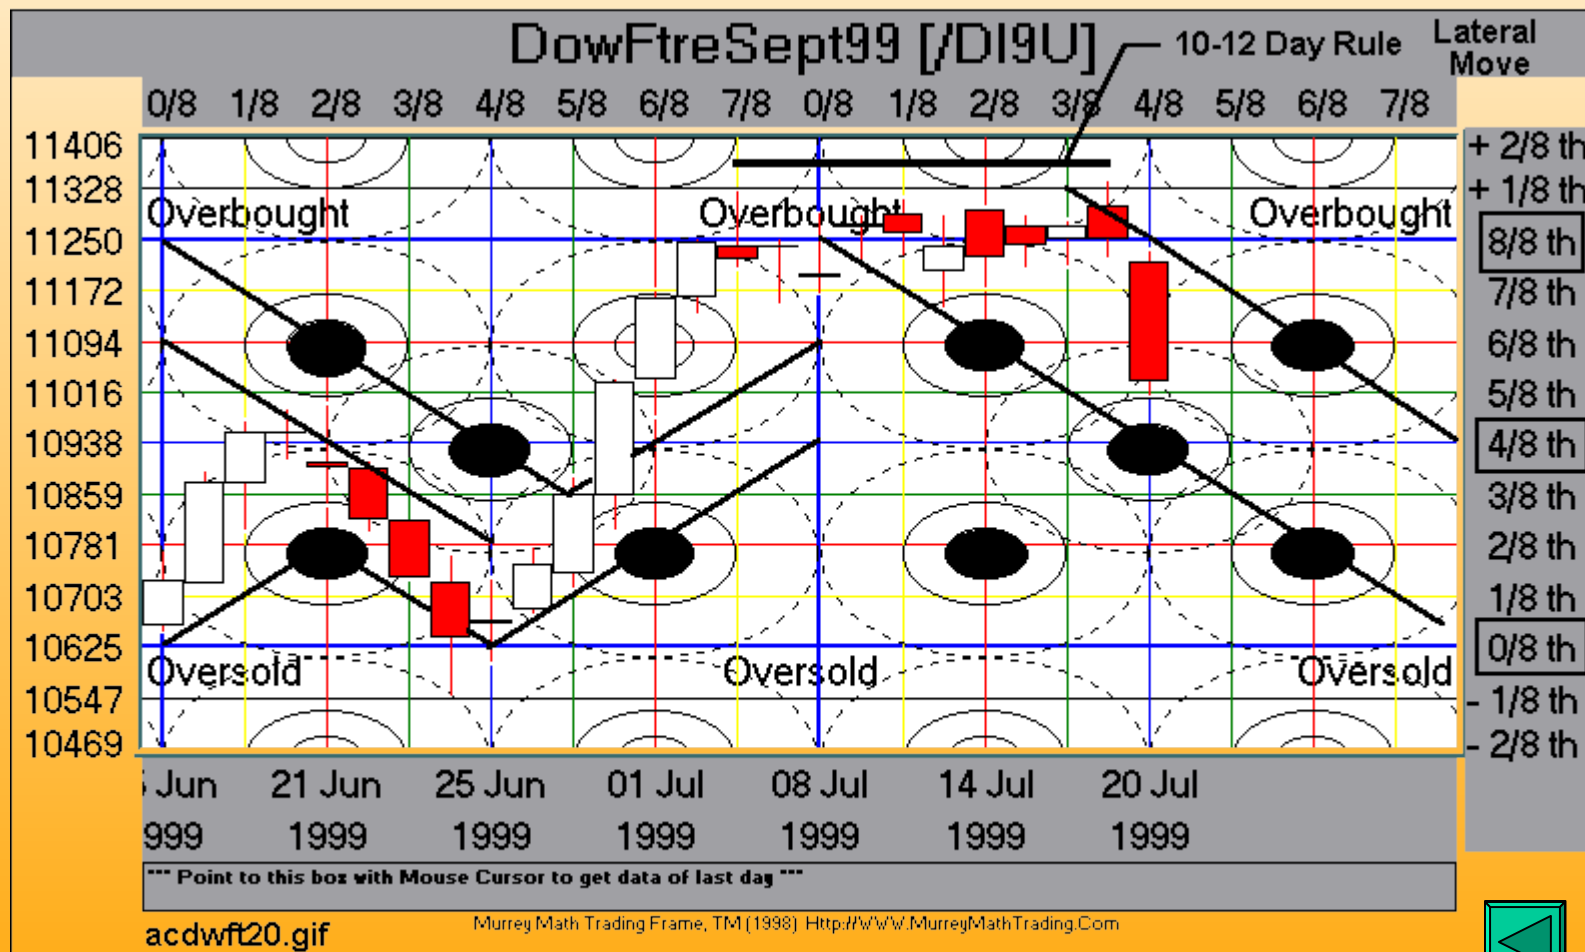 DowFtreSept99 [/DI9U]
10-12 Day Rule
Lateral
Move
0/8 1/8 2/8 3/8 4/8 5/8 6/8 7/8 0/8 1/8 2/8 3/8 4/8 5/8 6/8 7/8
11406
11328
11250
11172
11094
11016
10938
10859
10781
10703
10625
10547
10469
Overbought Overbought Overbought
Oversold Oversold Oversold
+ 2/8 th
+ 1/8 th
8/8 th
7/8 th
6/8 th
5/8 th
4/8 th
3/8 th
2/8 th
1/8 th
0/8 th
- 1/8 th
- 2/8 th
Jun 21 Jun 25 Jun 01 Jul 08 Jul 14 Jul 20 Jul
999 1999 1999 1999 1999 1999 1999
""" Point to this box with Mouse Cursor to get data of last day """
acdwft20.gif
Murrey Math Trading Frame, TM (1998) Http://WWW.MurreyMathTrading.Com